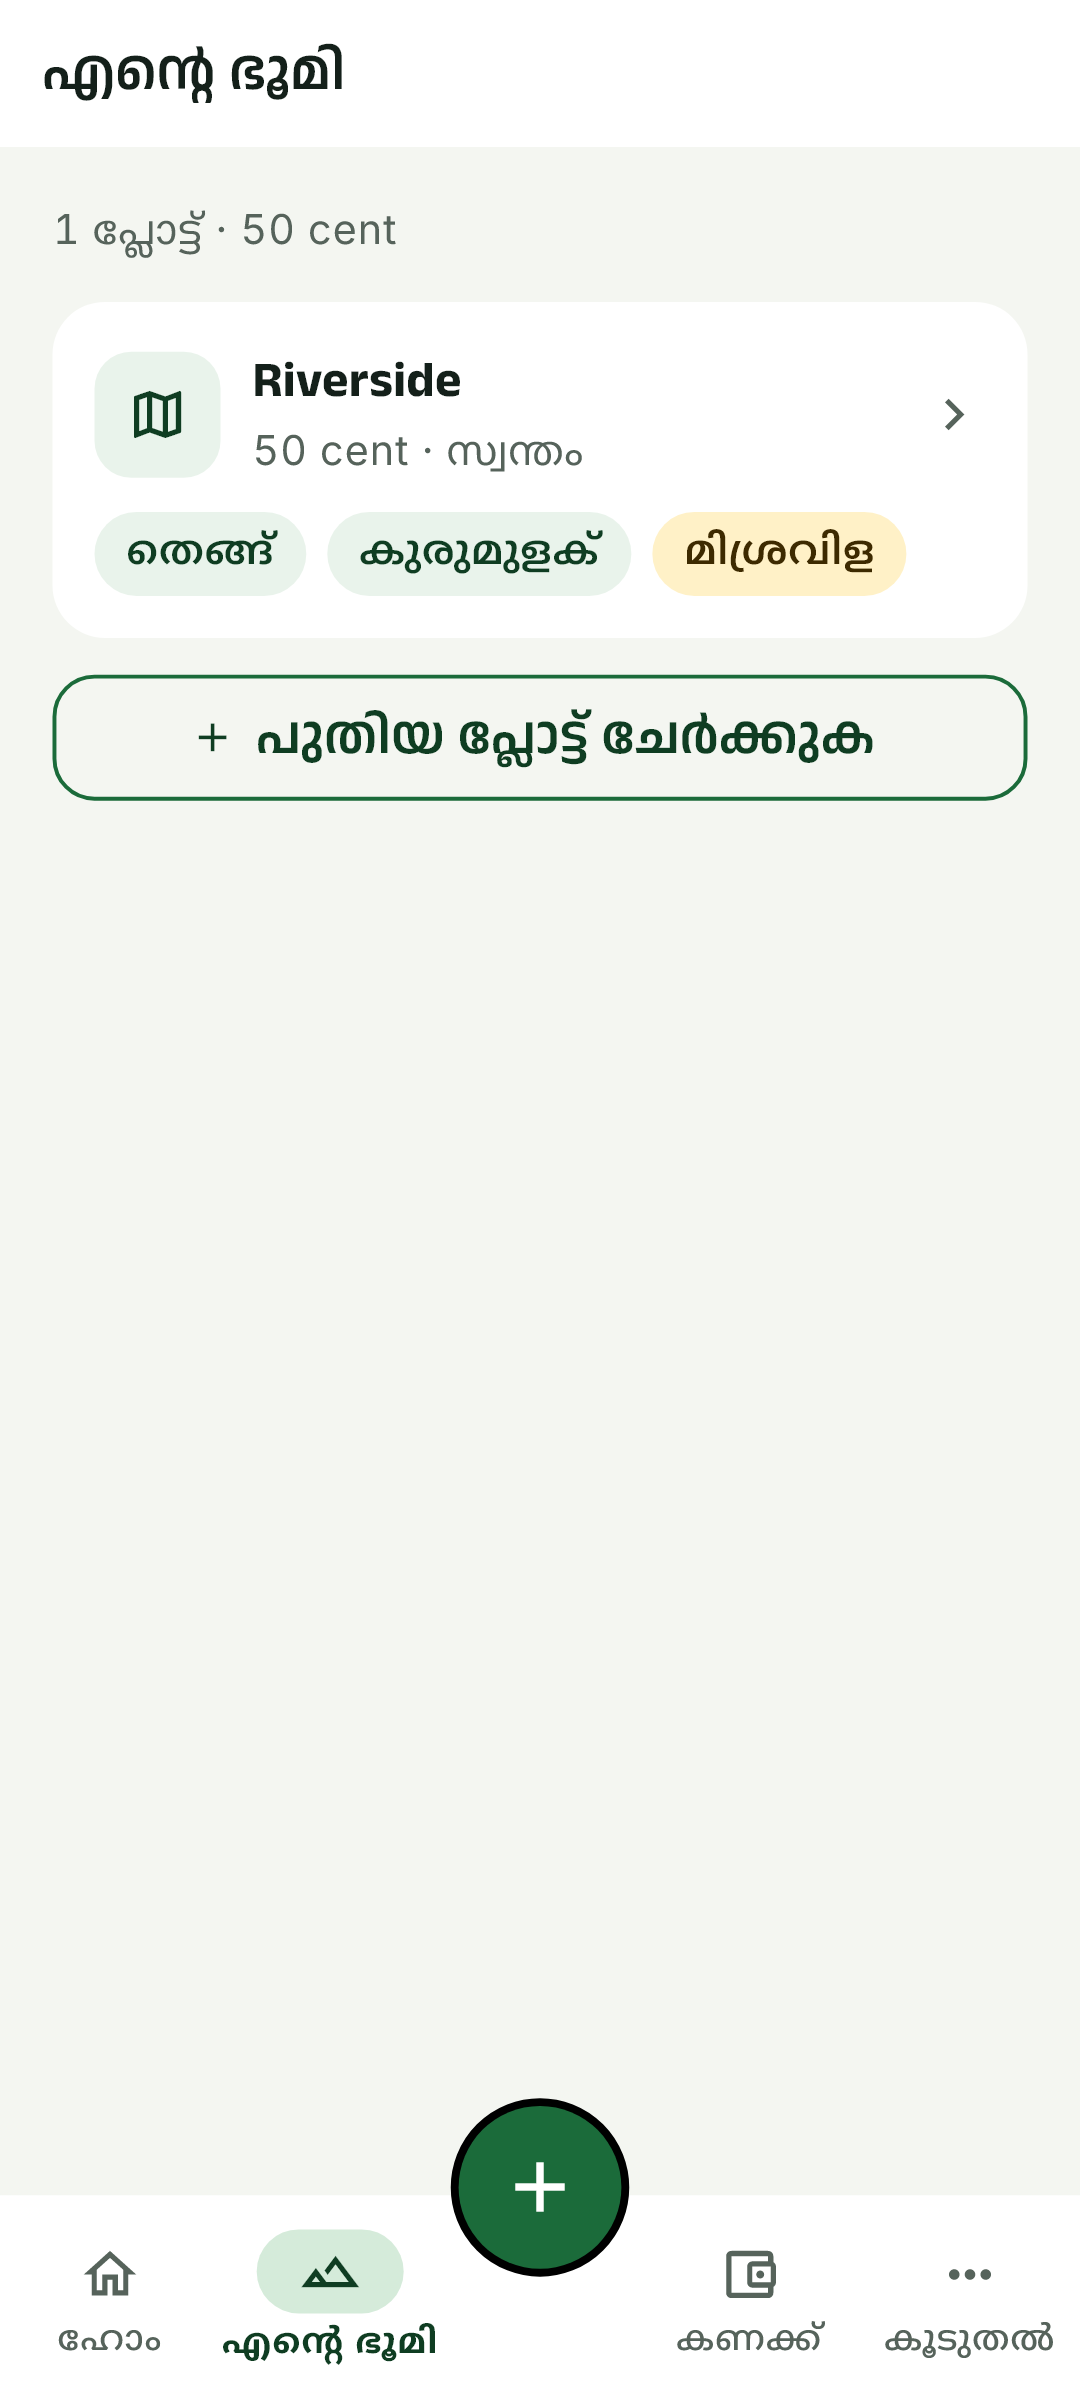 എന്റെ ഭൂമി
1 പ്ലോട്ട് · 50 cent
Riverside
50 cent · സ്വന്തം
തെങ്ങ് കുരുമുളക് മിശ്രവിള
+ പുതിയ പ്ലോട്ട് ചേർക്കുക
ഹോം എന്റെ ഭൂമി കണക്ക് കൂടുതൽ